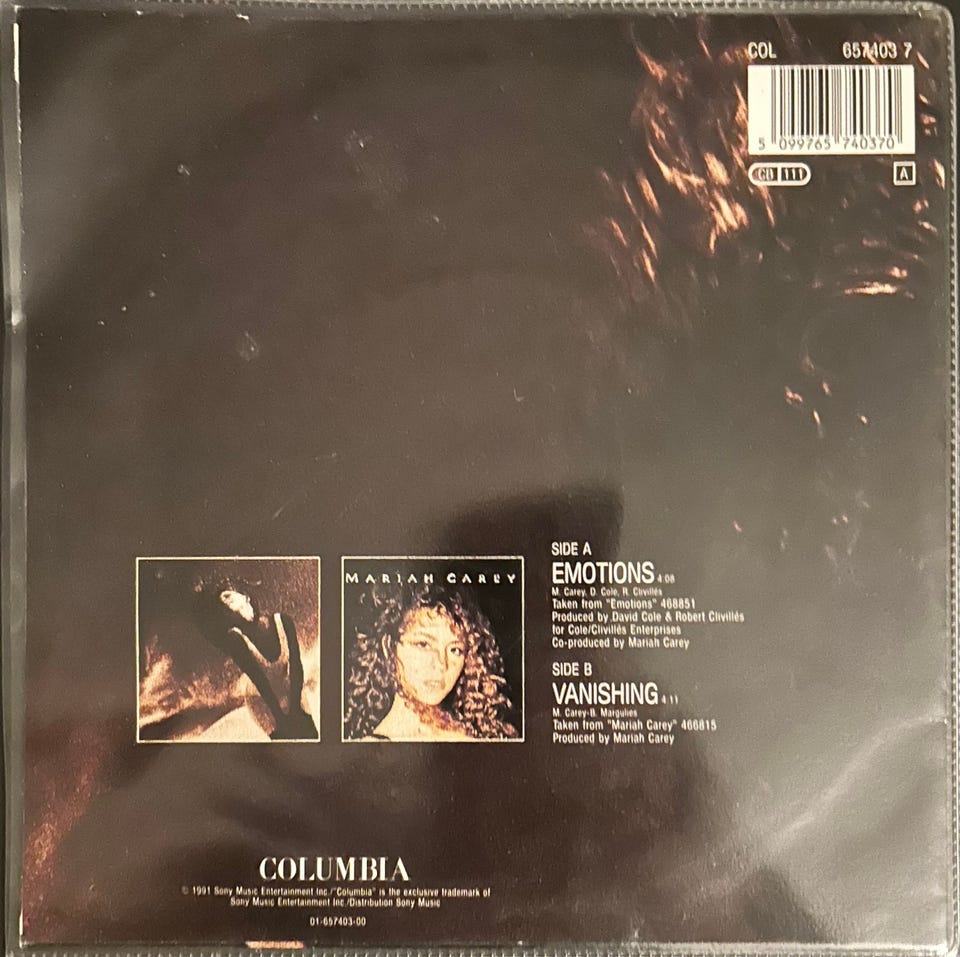 COL 657403 7
5 099765 740370
CB 111
A
MARIAH CAREY
SIDE A
EMOTIONS 4:08
M. Carey, D. Cole, R. Clivillés
Taken from "Emotions" 468851
Produced by David Cole & Robert Clivillés
for Cole/Clivillés Enterprises
Co-produced by Mariah Carey
SIDE B
VANISHING 4:11
M. Carey-B. Margulies
Taken from "Mariah Carey" 466815
Produced by Mariah Carey
COLUMBIA
© 1991 Sony Music Entertainment Inc./"Columbia" is the exclusive trademark of
Sony Music Entertainment Inc./Distribution Sony Music
01-657403-00